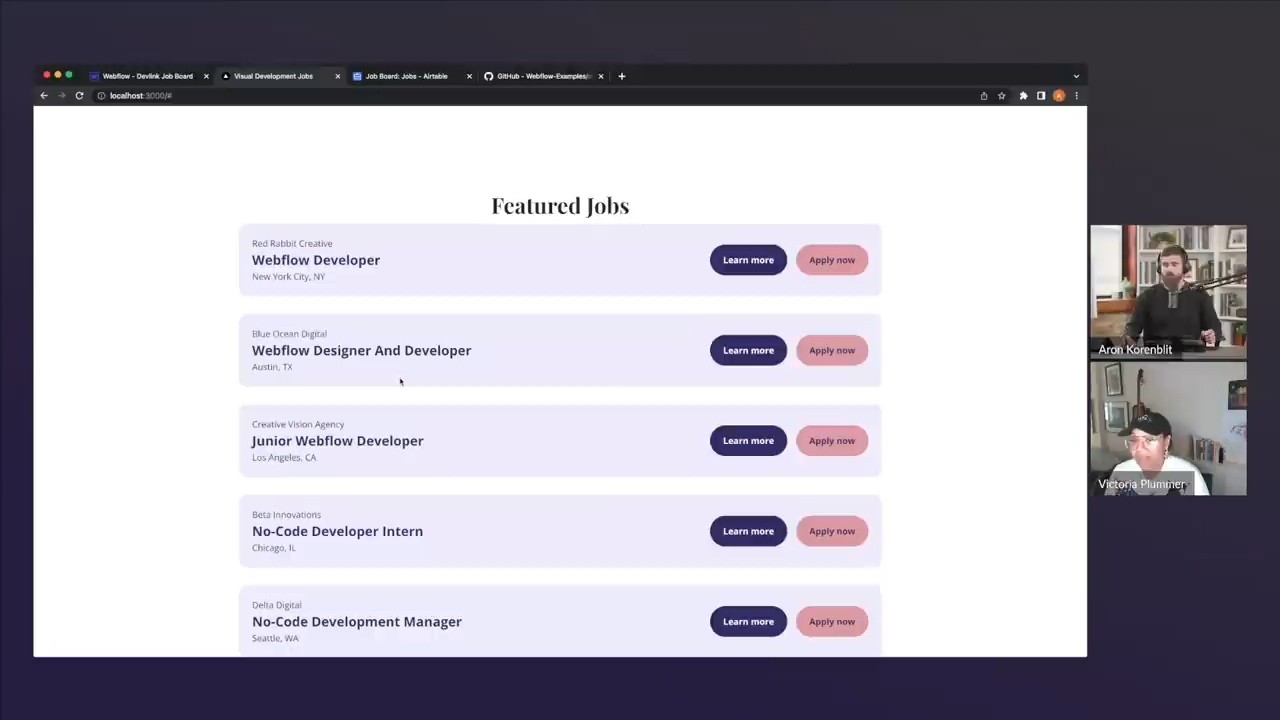 Webflow - Devlink Job Board
Visual Development Jobs
Job Board: Jobs - Airtable
GitHub - Webflow-Examples/
localhost:3000/#
Featured Jobs
Red Rabbit Creative
Webflow Developer
New York City, NY
Learn more
Apply now
Blue Ocean Digital
Webflow Designer And Developer
Austin, TX
Learn more
Apply now
Creative Vision Agency
Junior Webflow Developer
Los Angeles, CA
Learn more
Apply now
Beta Innovations
No-Code Developer Intern
Chicago, IL
Learn more
Apply now
Delta Digital
No-Code Development Manager
Seattle, WA
Learn more
Apply now
Aron Korenblit
Victoria Plummer